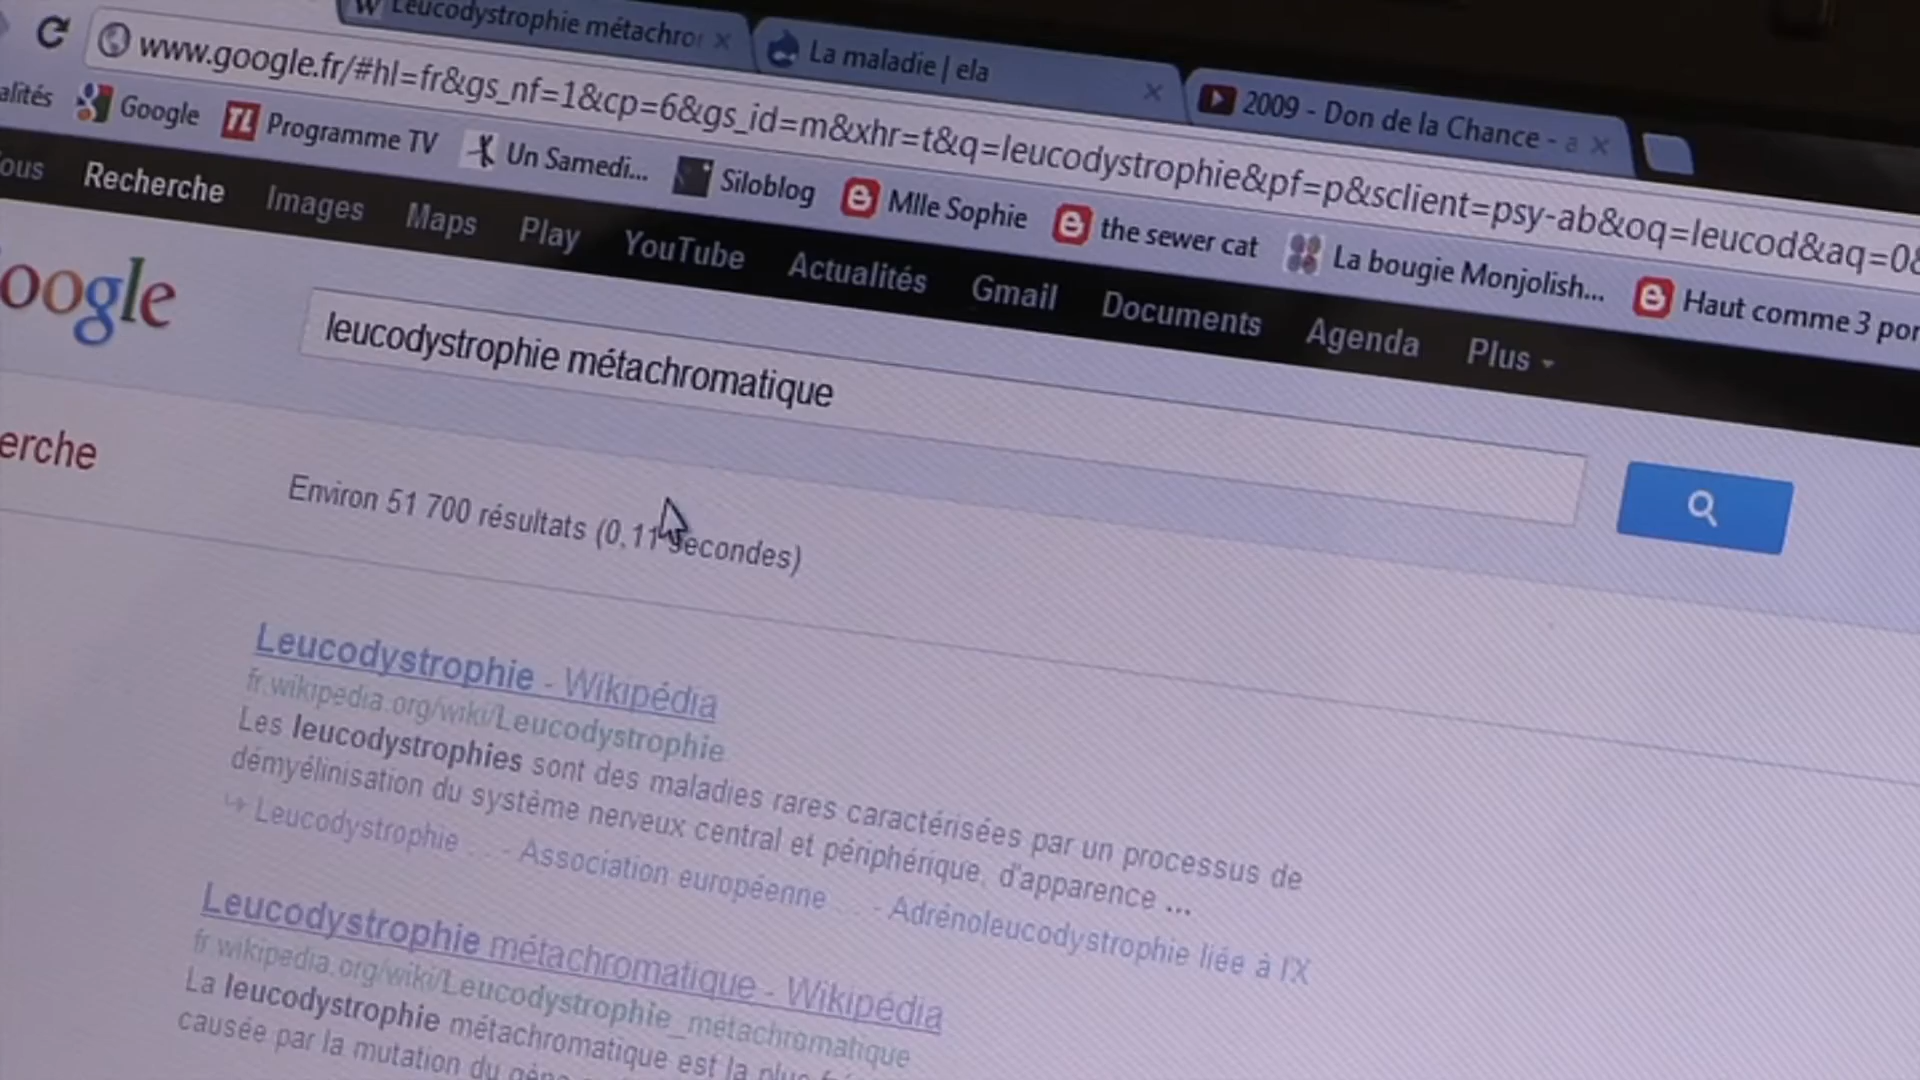 Leucodystrophie métachro
La maladie | ela
2009 - Don de la Chance - a
www.google.fr/#hl=fr&gs_nf=1&cp=6&gs_id=m&xhr=t&q=leucodystrophie&pf=p&sclient=psy-ab&oq=leucod&aq=0&
alités Google Programme TV Un Samedi... Siloblog Mlle Sophie the sewer cat La bougie Monjolish... Haut comme 3 por
ous Recherche Images Maps Play YouTube Actualités Gmail Documents Agenda Plus
oogle
leucodystrophie métachromatique
erche
Environ 51 700 résultats (0,11 secondes)
Leucodystrophie - Wikipédia
fr.wikipedia.org/wiki/Leucodystrophie
Les leucodystrophies sont des maladies rares caractérisées par un processus de
démyélinisation du système nerveux central et périphérique, d'apparence ...
Leucodystrophie ... - Association européenne ... - Adrénoleucodystrophie liée à l'X
Leucodystrophie métachromatique - Wikipédia
fr.wikipedia.org/wiki/Leucodystrophie_métachromatique
La leucodystrophie métachromatique est la plus
causée par la mutation du